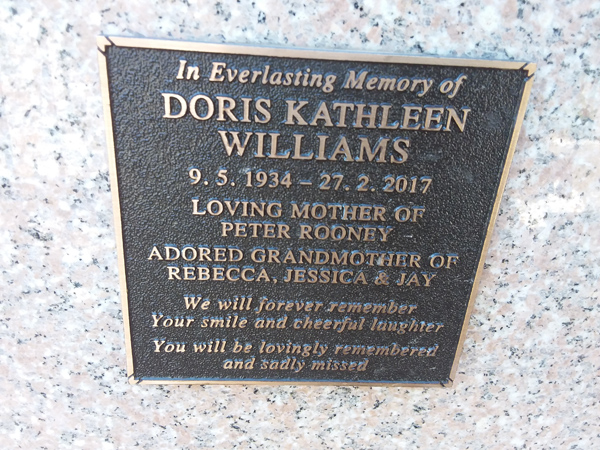 In Everlasting Memory of
DORIS KATHLEEN
WILLIAMS
9. 5. 1934 – 27. 2. 2017
LOVING MOTHER OF
PETER ROONEY
ADORED GRANDMOTHER OF
REBECCA, JESSICA & JAY
We will forever remember
Your smile and cheerful laughter
You will be lovingly remembered
and sadly missed